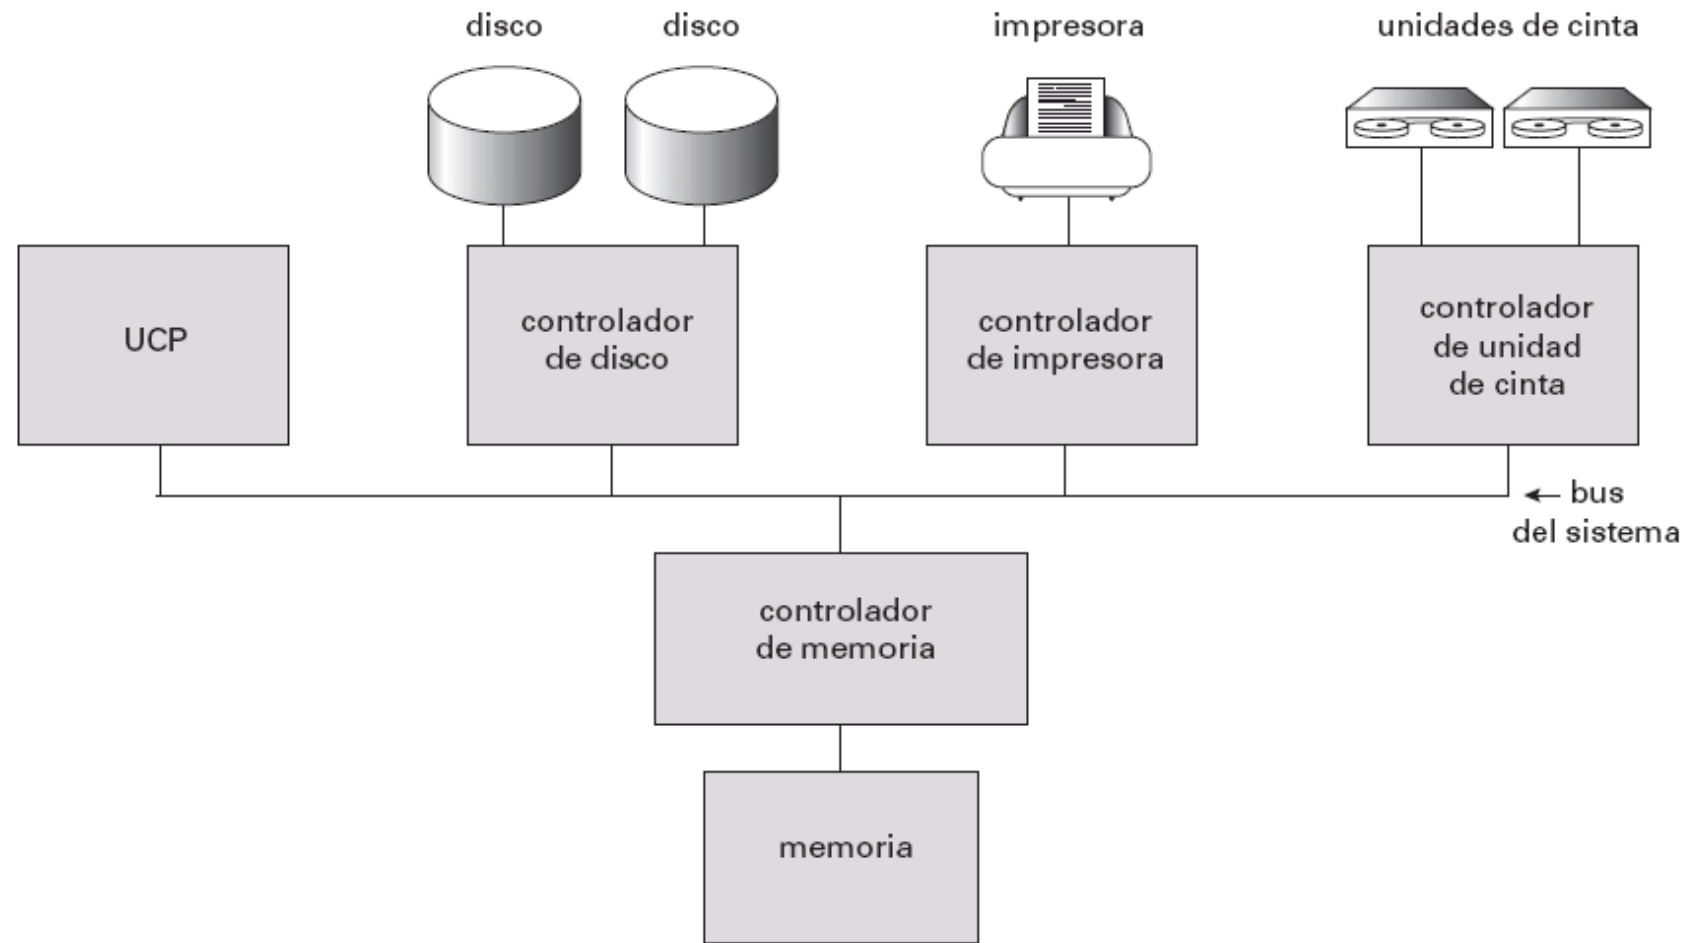 disco
disco
impresora
unidades de cinta
UCP
controlador
de disco
controlador
de impresora
controlador
de unidad
de cinta
bus
del sistema
controlador
de memoria
memoria